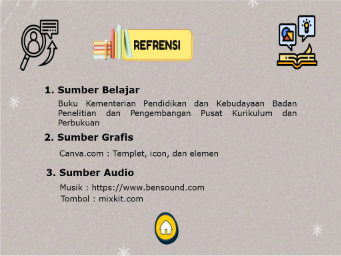 REFRENSI
1. Sumber Belajar
Buku Kementerian Pendidikan dan Kebudayaan Badan
Penelitian dan Pengembangan Pusat Kurikulum dan
Perbukuan
2. Sumber Grafis
Canva.com : Templet, icon, dan elemen
3. Sumber Audio
Musik : https://www.bensound.com
Tombol : mixkit.com